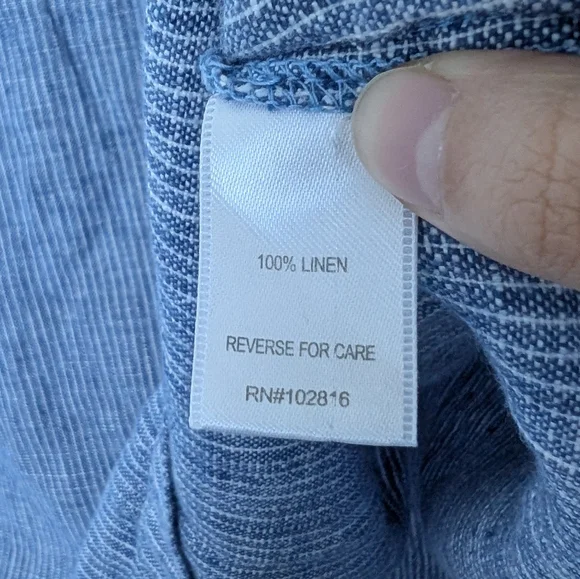 100% LINEN
REVERSE FOR CARE
RN#102816